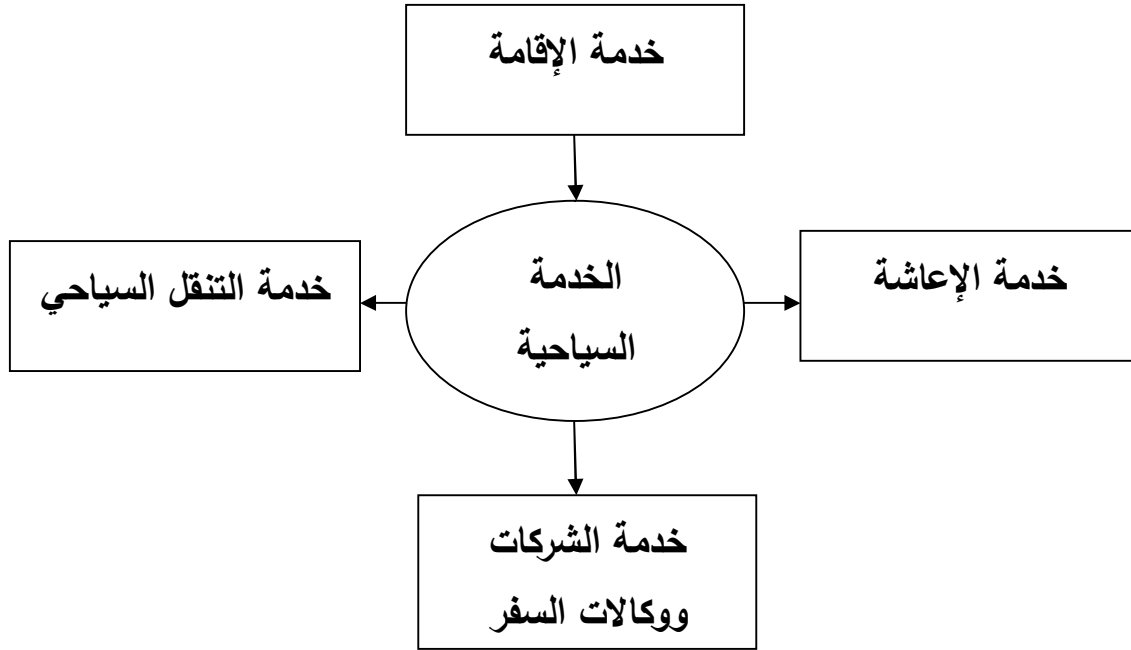 خدمة الإقامة
خدمة الإعاشة
الخدمة
السياحية
خدمة التنقل السياحي
خدمة الشركات
ووكالات السفر